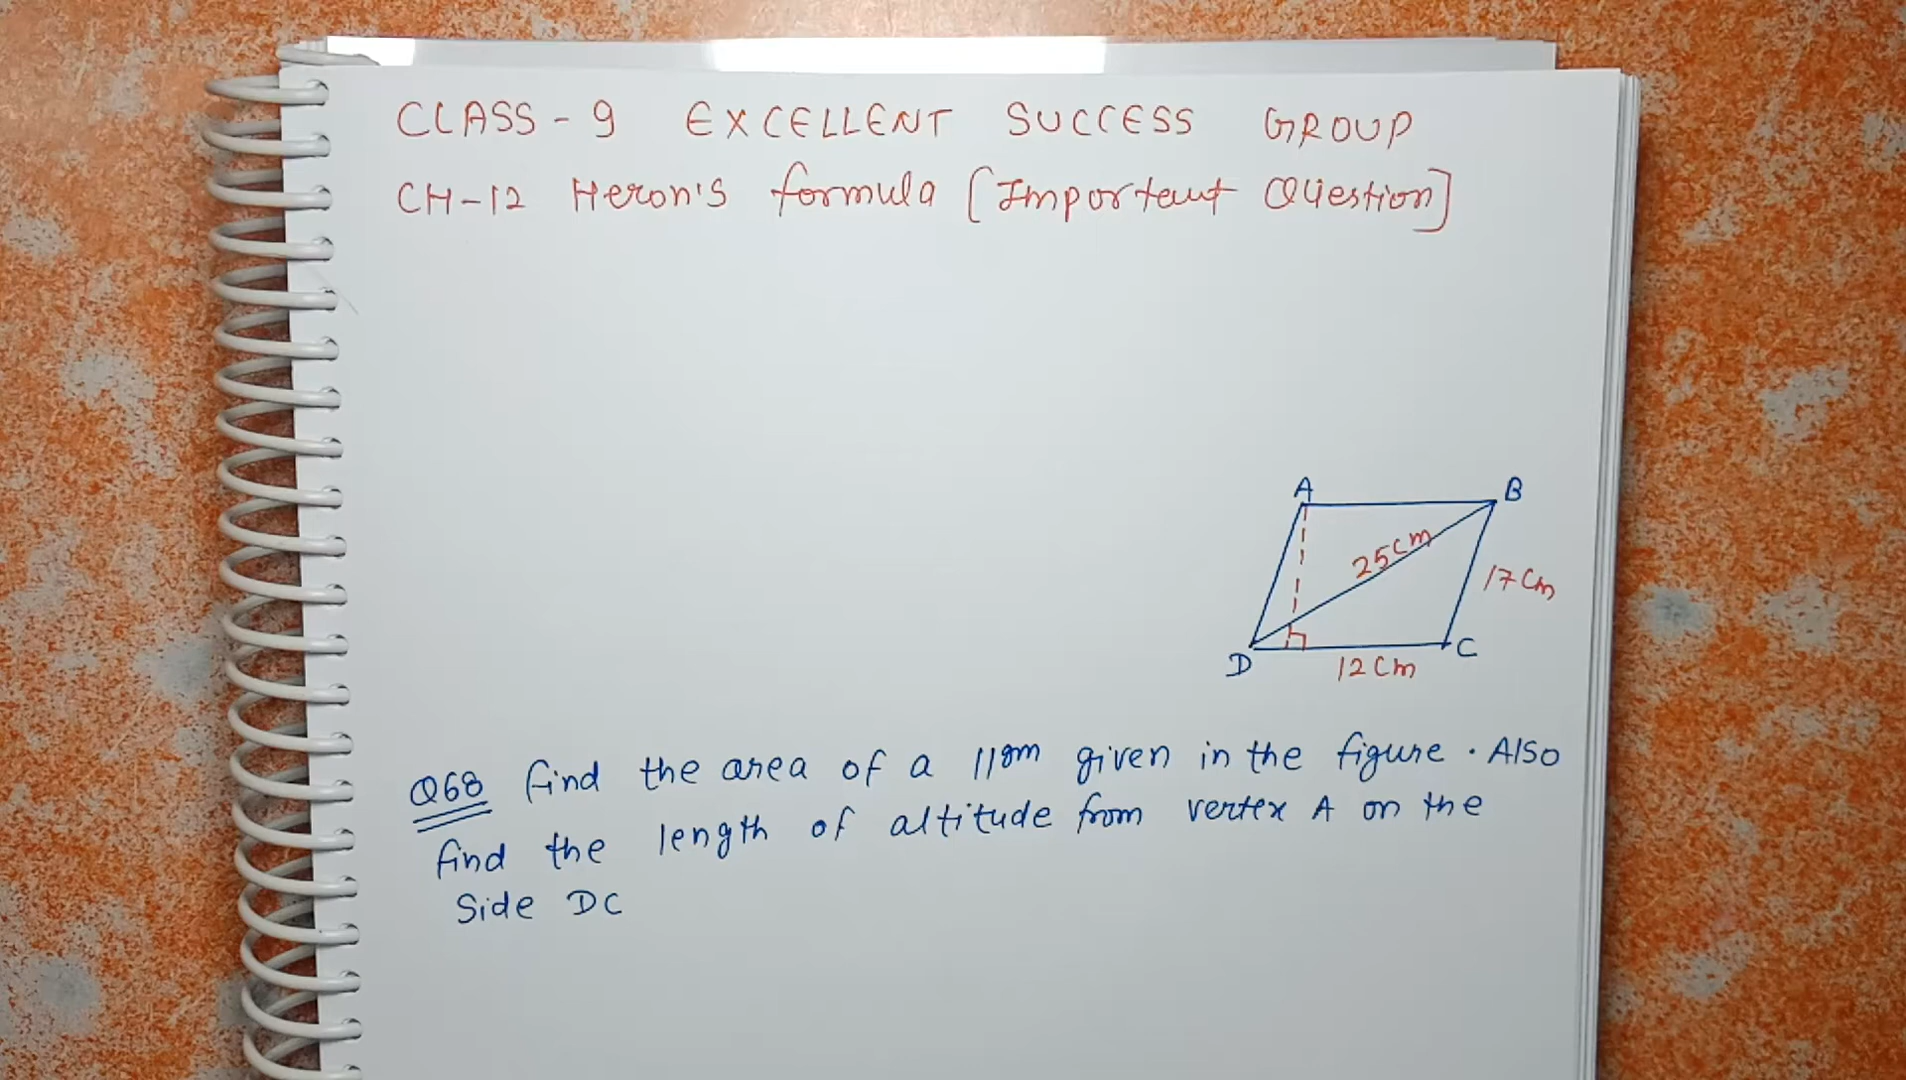 CLASS - 9 EXCELLENT SUCCESS GROUP
CH-12 Heron's formula [Important Question]
A B
25cm
17cm
D C
12cm
Q68 find the area of a 11gm given in the figure. Also
find the length of altitude from vertex A on the
Side DC